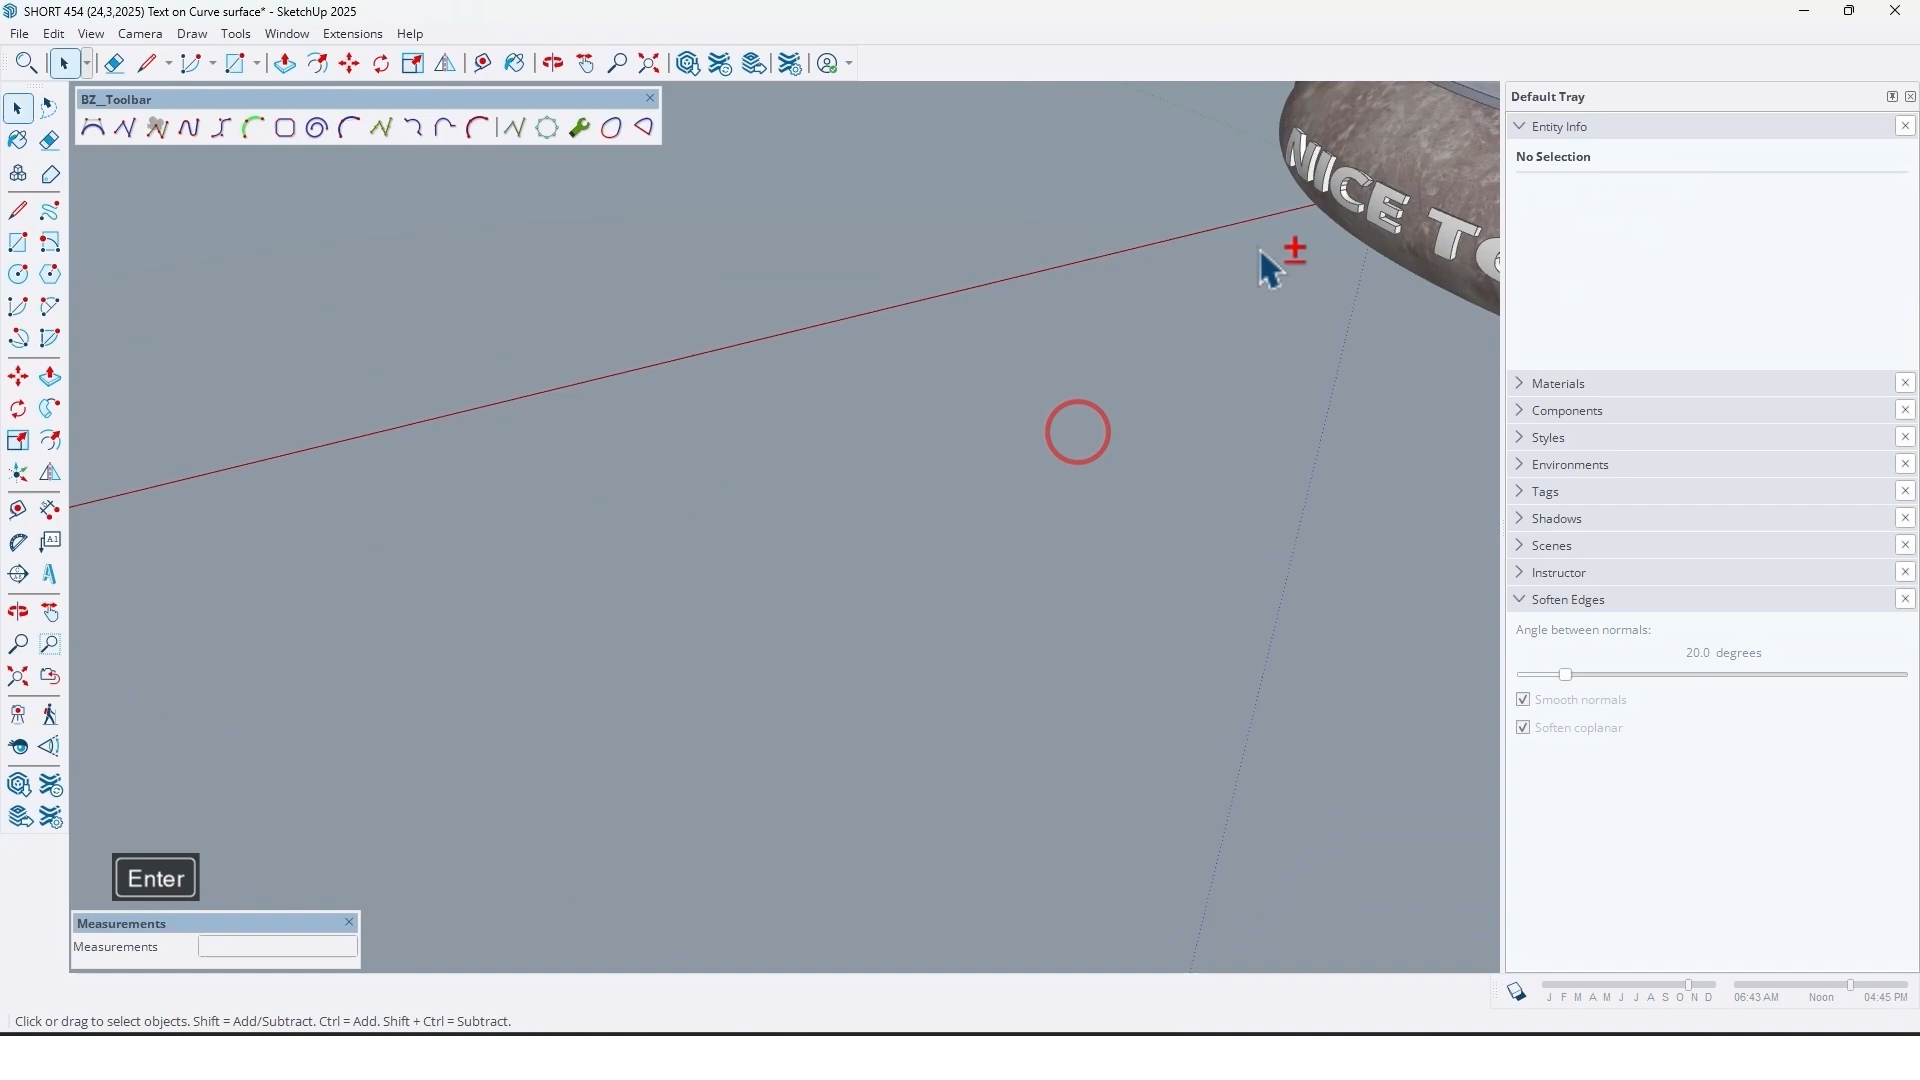 SHORT 454 (24,3,2025) Text on Curve surface* - SketchUp 2025
File Edit View Camera Draw Tools Window Extensions Help
BZ__Toolbar
Default Tray
Entity Info
No Selection
NICE TO
Materials
Components
Styles
Environments
Tags
Shadows
Scenes
Instructor
Soften Edges
Angle between normals:
20.0 degrees
Smooth normals
Soften coplanar
A1
Enter
Measurements
Measurements
J F M A M J J A S O N D 06:43 AM Noon 04:45 PM
Click or drag to select objects. Shift = Add/Subtract. Ctrl = Add. Shift + Ctrl = Subtract.